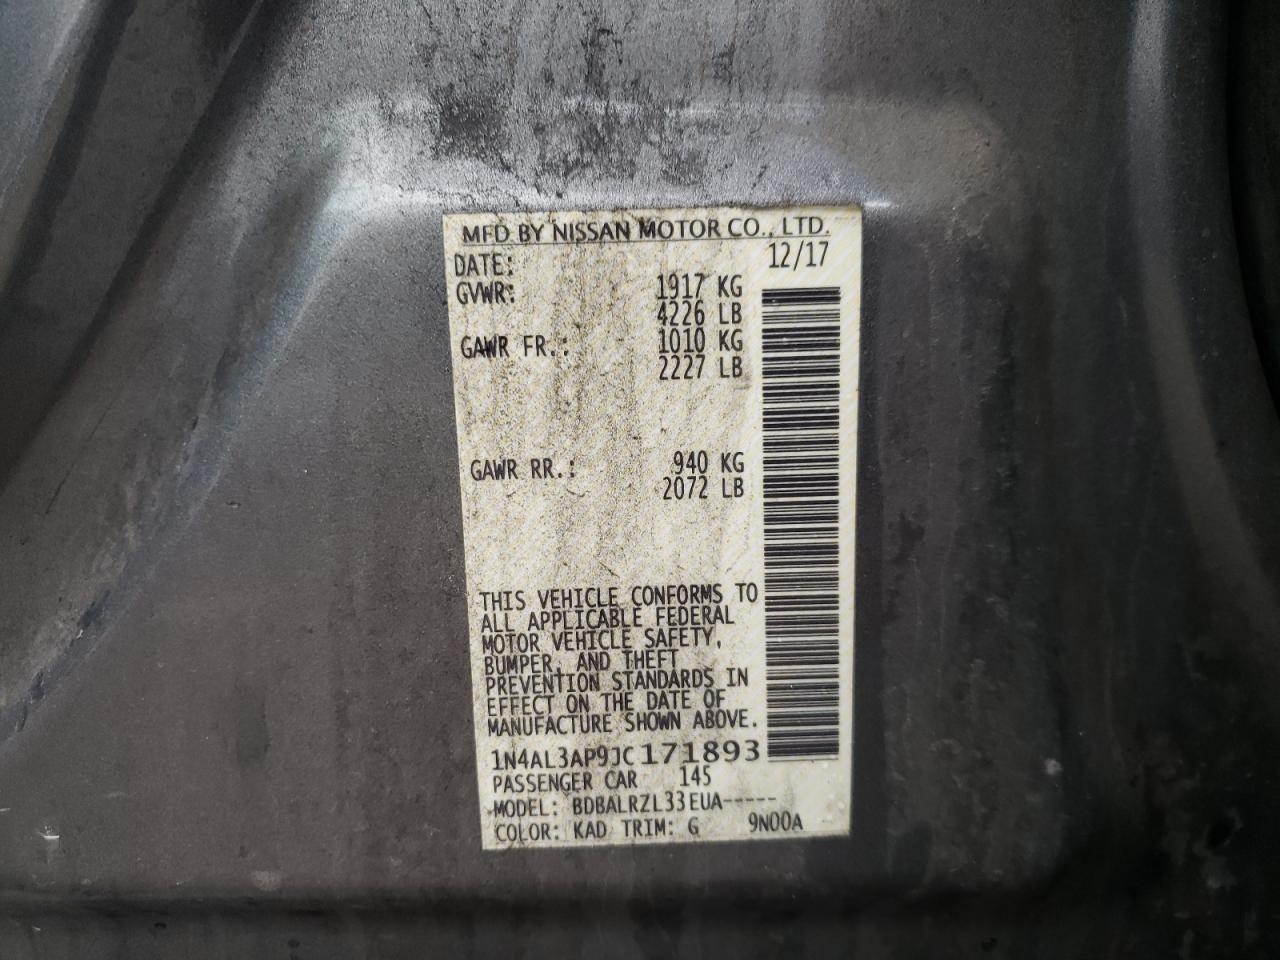 MFD BY NISSAN MOTOR CO., LTD.
DATE: 12/17
GVWR: 1917 KG
4226 LB
GAWR FR.: 1010 KG
2227 LB
GAWR RR.: 940 KG
2072 LB
THIS VEHICLE CONFORMS TO
ALL APPLICABLE FEDERAL
MOTOR VEHICLE SAFETY,
BUMPER, AND THEFT
PREVENTION STANDARDS IN
EFFECT ON THE DATE OF
MANUFACTURE SHOWN ABOVE.
1N4AL3AP9JC171893
PASSENGER CAR 145
MODEL: BDBALRZL33EUA-----
COLOR: KAD TRIM: G 9N00A